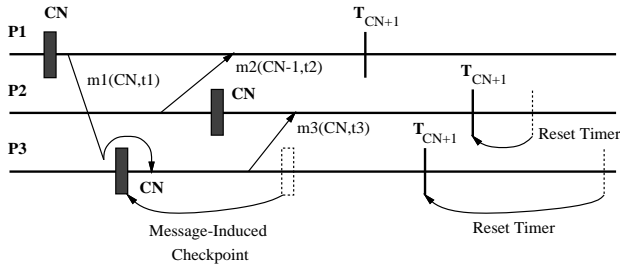 CN
T_CN+1
P1
m1(CN,t1)
m2(CN-1,t2)
T_CN+1
P2
CN
m3(CN,t3)
Reset Timer
T_CN+1
P3
CN
Message-Induced
Checkpoint
Reset Timer